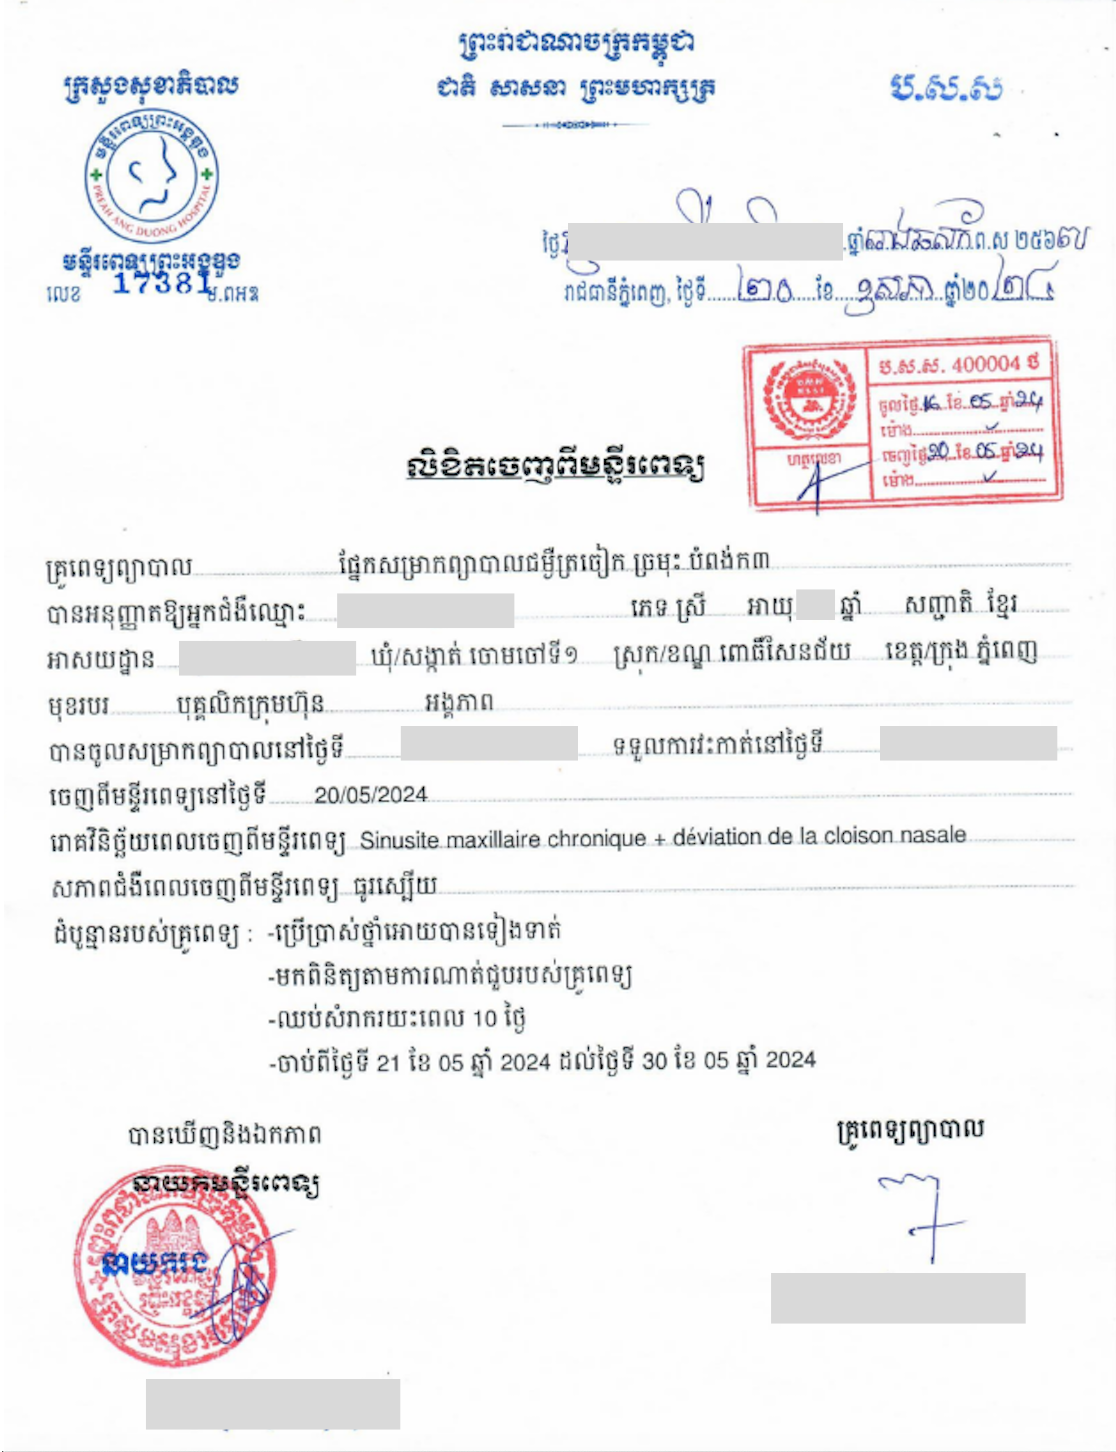 ព្រះរាជាណាចក្រកម្ពុជា
ជាតិ សាសនា ព្រះមហាក្សត្រ
ក្រសួងសុខាភិបាល
ប.ស.ស
មន្ទីរពេទ្យព្រះអង្គឌួង
PREAH ANG DUONG HOSPITAL
មន្ទីរពេទ្យព្រះអង្គឌួង
លេខ 17381 ម.ពអឌ
ថ្ងៃ ឆ្នាំ ព.ស ២៥៦៧
រាជធានីភ្នំពេញ, ថ្ងៃទី ២០ ខែ ឧសភា ឆ្នាំ២០២៤
ប.ស.ស. 400004 ថ
ចូលថ្ងៃ 16 ខែ 05 ឆ្នាំ 24
ម៉ោង
ចេញថ្ងៃ 20 ខែ 05 ឆ្នាំ 24
ម៉ោង
ហត្ថលេខា
លិខិតចេញពីមន្ទីរពេទ្យ
គ្រូពេទ្យព្យាបាល ផ្នែកសម្រាកព្យាបាលជម្ងឺត្រចៀក ច្រមុះ បំពង់ក៣
បានអនុញ្ញាតឱ្យអ្នកជំងឺឈ្មោះ ភេទ ស្រី អាយុ ឆ្នាំ សញ្ជាតិ ខ្មែរ
អាសយដ្ឋាន ឃុំ/សង្កាត់ ចោមចៅទី១ ស្រុក/ខណ្ឌ ពោធិ៍សែនជ័យ ខេត្ត/ក្រុង ភ្នំពេញ
មុខរបរ បុគ្គលិកក្រុមហ៊ុន អង្គភាព
បានចូលសម្រាកព្យាបាលនៅថ្ងៃទី ទទួលការវះកាត់នៅថ្ងៃទី
ចេញពីមន្ទីរពេទ្យនៅថ្ងៃទី 20/05/2024
រោគវិនិច្ឆ័យពេលចេញពីមន្ទីរពេទ្យ Sinusite maxillaire chronique + déviation de la cloison nasale
សភាពជំងឺពេលចេញពីមន្ទីរពេទ្យ ធូរស្បើយ
ដំបូន្មានរបស់គ្រូពេទ្យ : -ប្រើប្រាស់ថ្នាំអោយបានទៀងទាត់
-មកពិនិត្យតាមការណាត់ជួបរបស់គ្រូពេទ្យ
-ឈប់សំរាករយៈពេល 10 ថ្ងៃ
-ចាប់ពីថ្ងៃទី 21 ខែ 05 ឆ្នាំ 2024 ដល់ថ្ងៃទី 30 ខែ 05 ឆ្នាំ 2024
បានឃើញនិងឯកភាព
គ្រូពេទ្យព្យាបាល
នាយកមន្ទីរពេទ្យ
នាយករង